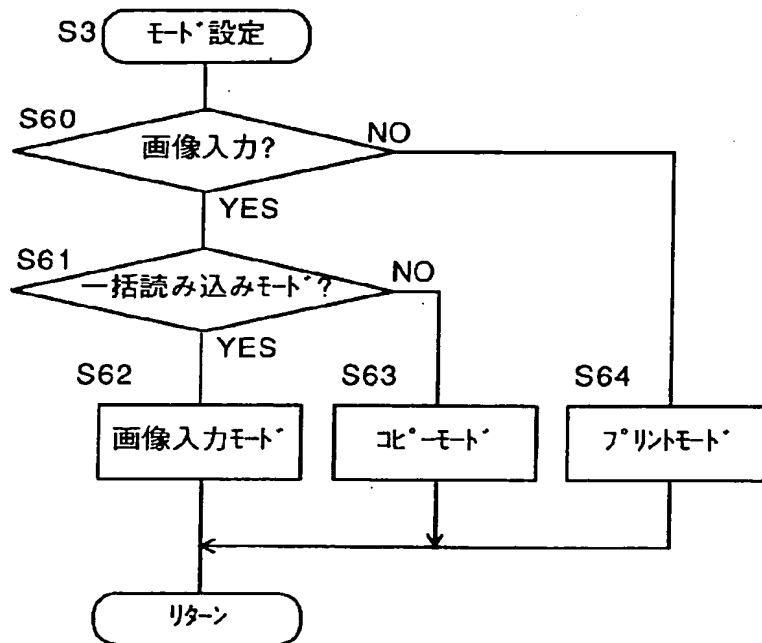 S3 モード設定
S60
画像入力?
NO
YES
S61
一括読み込みモード?
NO
YES
S62
S63
S64
画像入力モード
コピーモード
プリントモード
リターン